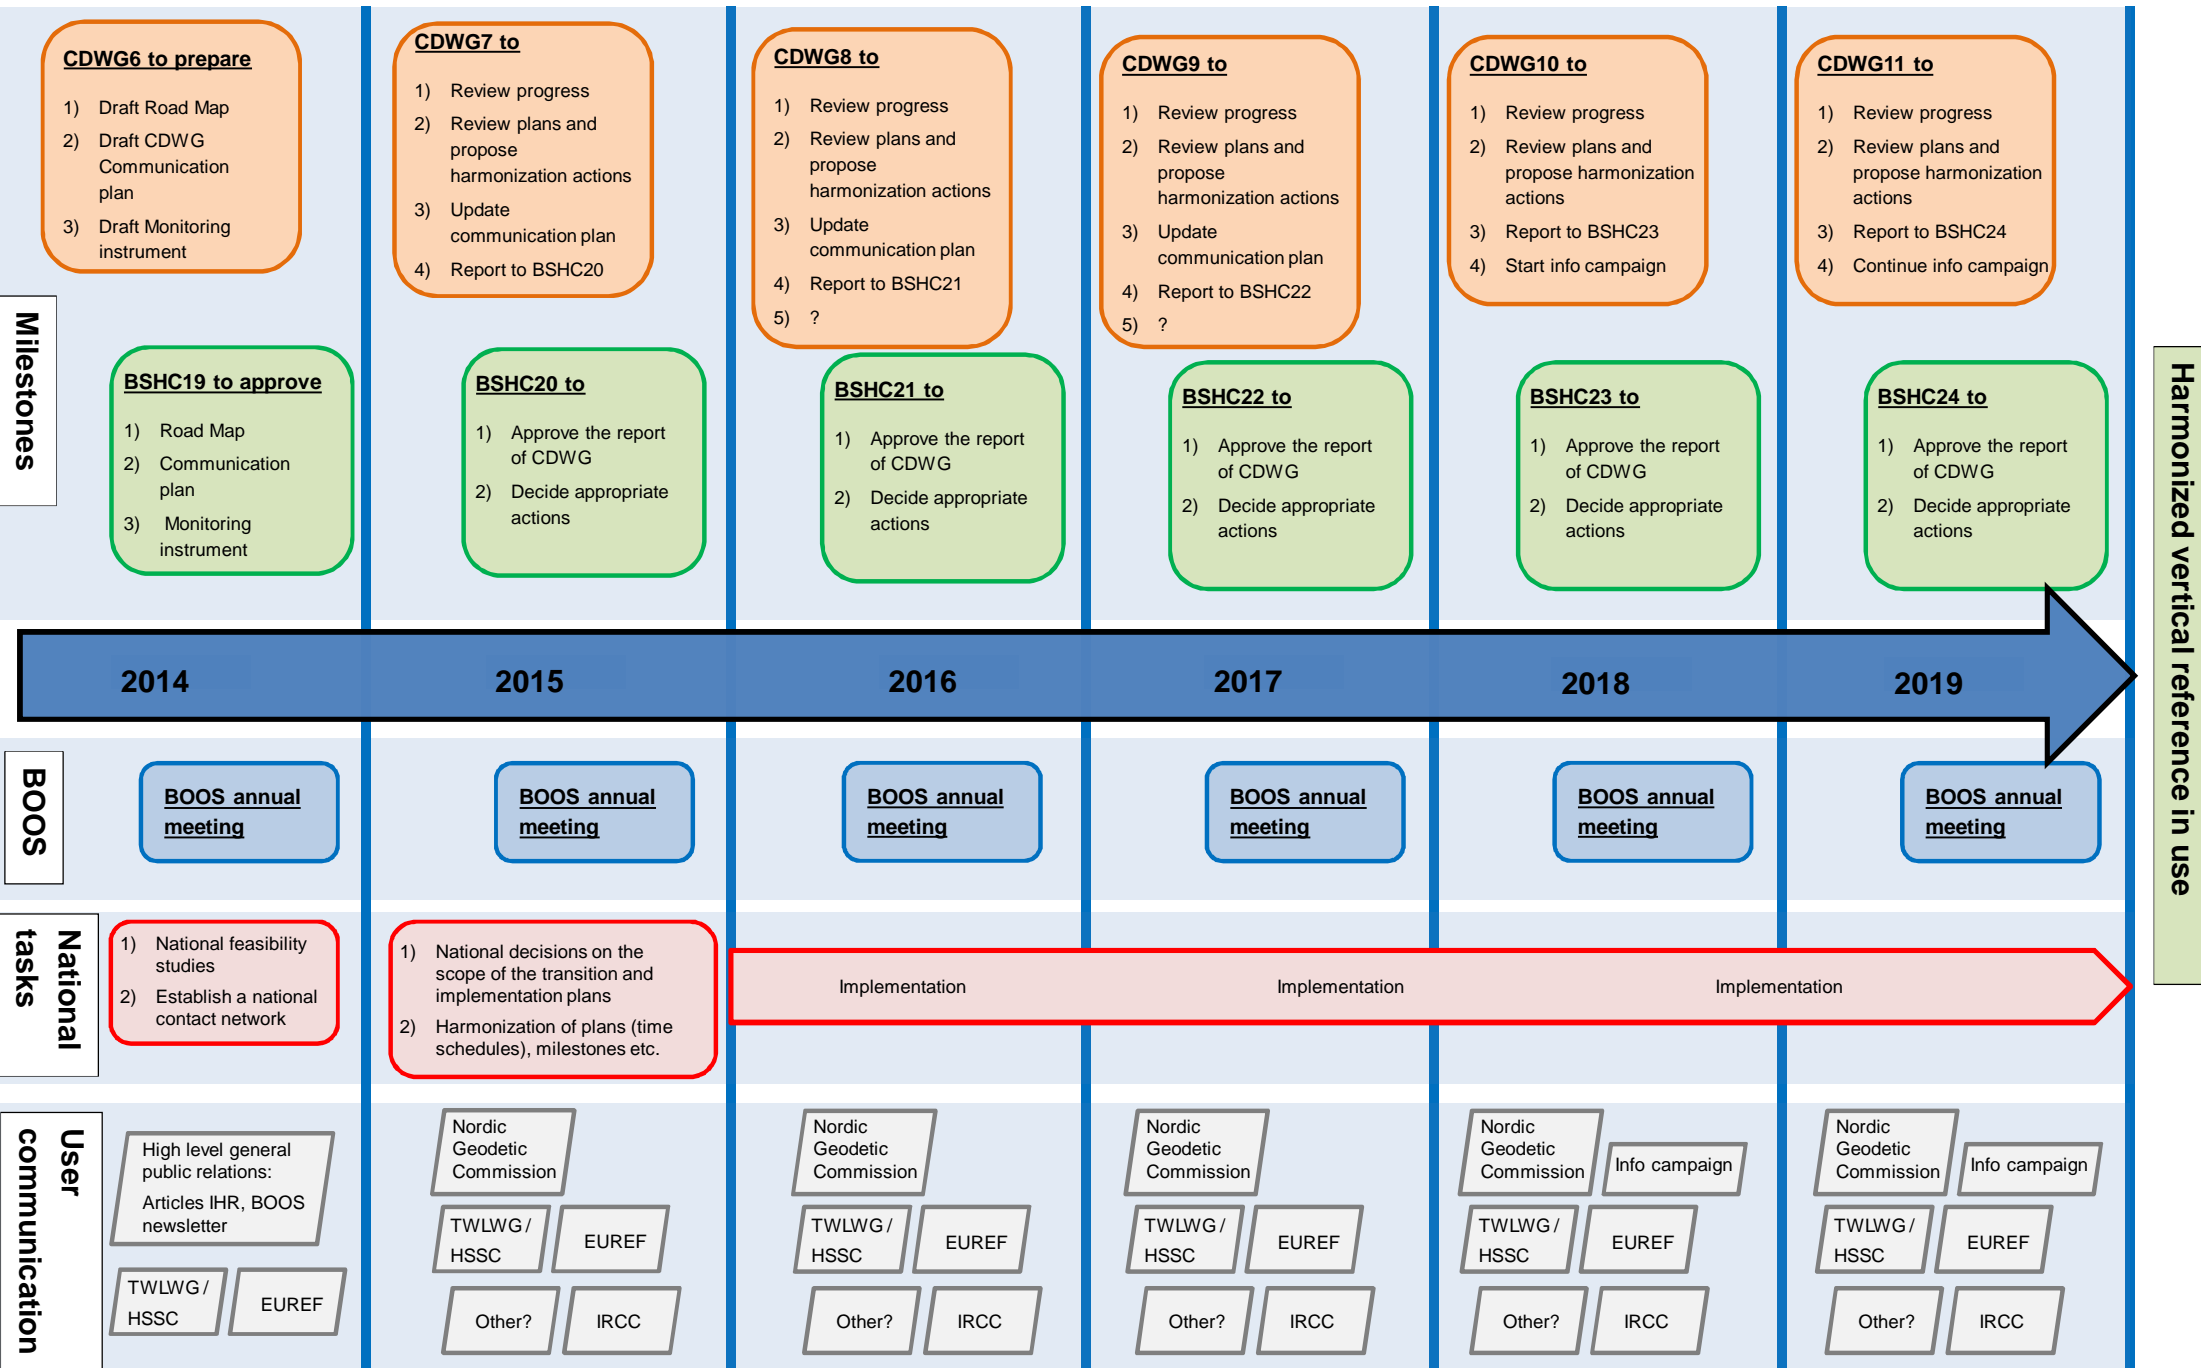 CDWG6 to prepare
1) Draft Road Map
2) Draft CDWG
Communication
plan
3) Draft Monitoring
instrument
CDWG7 to
1) Review progress
2) Review plans and
propose
harmonization actions
3) Update
communication plan
4) Report to BSHC20
CDWG8 to
1) Review progress
2) Review plans and
propose
harmonization actions
3) Update
communication plan
4) Report to BSHC21
5) ?
CDWG9 to
1) Review progress
2) Review plans and
propose
harmonization actions
3) Update
communication plan
4) Report to BSHC22
5) ?
CDWG10 to
1) Review progress
2) Review plans and
propose harmonization
actions
3) Report to BSHC23
4) Start info campaign
CDWG11 to
1) Review progress
2) Review plans and
propose harmonization
actions
3) Report to BSHC24
4) Continue info campaign
Milestones
BSHC19 to approve
1) Road Map
2) Communication
plan
3) Monitoring
instrument
BSHC20 to
1) Approve the report
of CDWG
2) Decide appropriate
actions
BSHC21 to
1) Approve the report
of CDWG
2) Decide appropriate
actions
BSHC22 to
1) Approve the report
of CDWG
2) Decide appropriate
actions
BSHC23 to
1) Approve the report
of CDWG
2) Decide appropriate
actions
BSHC24 to
1) Approve the report
of CDWG
2) Decide appropriate
actions
Harmonized vertical reference in use
2014
2015
2016
2017
2018
2019
BOOS
BOOS annual
meeting
BOOS annual
meeting
BOOS annual
meeting
BOOS annual
meeting
BOOS annual
meeting
BOOS annual
meeting
National
tasks
1) National feasibility
studies
2) Establish a national
contact network
1) National decisions on the
scope of the transition and
implementation plans
2) Harmonization of plans (time
schedules), milestones etc.
Implementation
Implementation
Implementation
User
communication
High level general
public relations:
Articles IHR, BOOS
newsletter
TWLWG /
HSSC
EUREF
Nordic
Geodetic
Commission
TWLWG /
HSSC
EUREF
Other?
IRCC
Nordic
Geodetic
Commission
TWLWG /
HSSC
EUREF
Other?
IRCC
Nordic
Geodetic
Commission
TWLWG /
HSSC
EUREF
Other?
IRCC
Nordic
Geodetic
Commission
Info campaign
TWLWG /
HSSC
EUREF
Other?
IRCC
Nordic
Geodetic
Commission
Info campaign
TWLWG /
HSSC
EUREF
Other?
IRCC